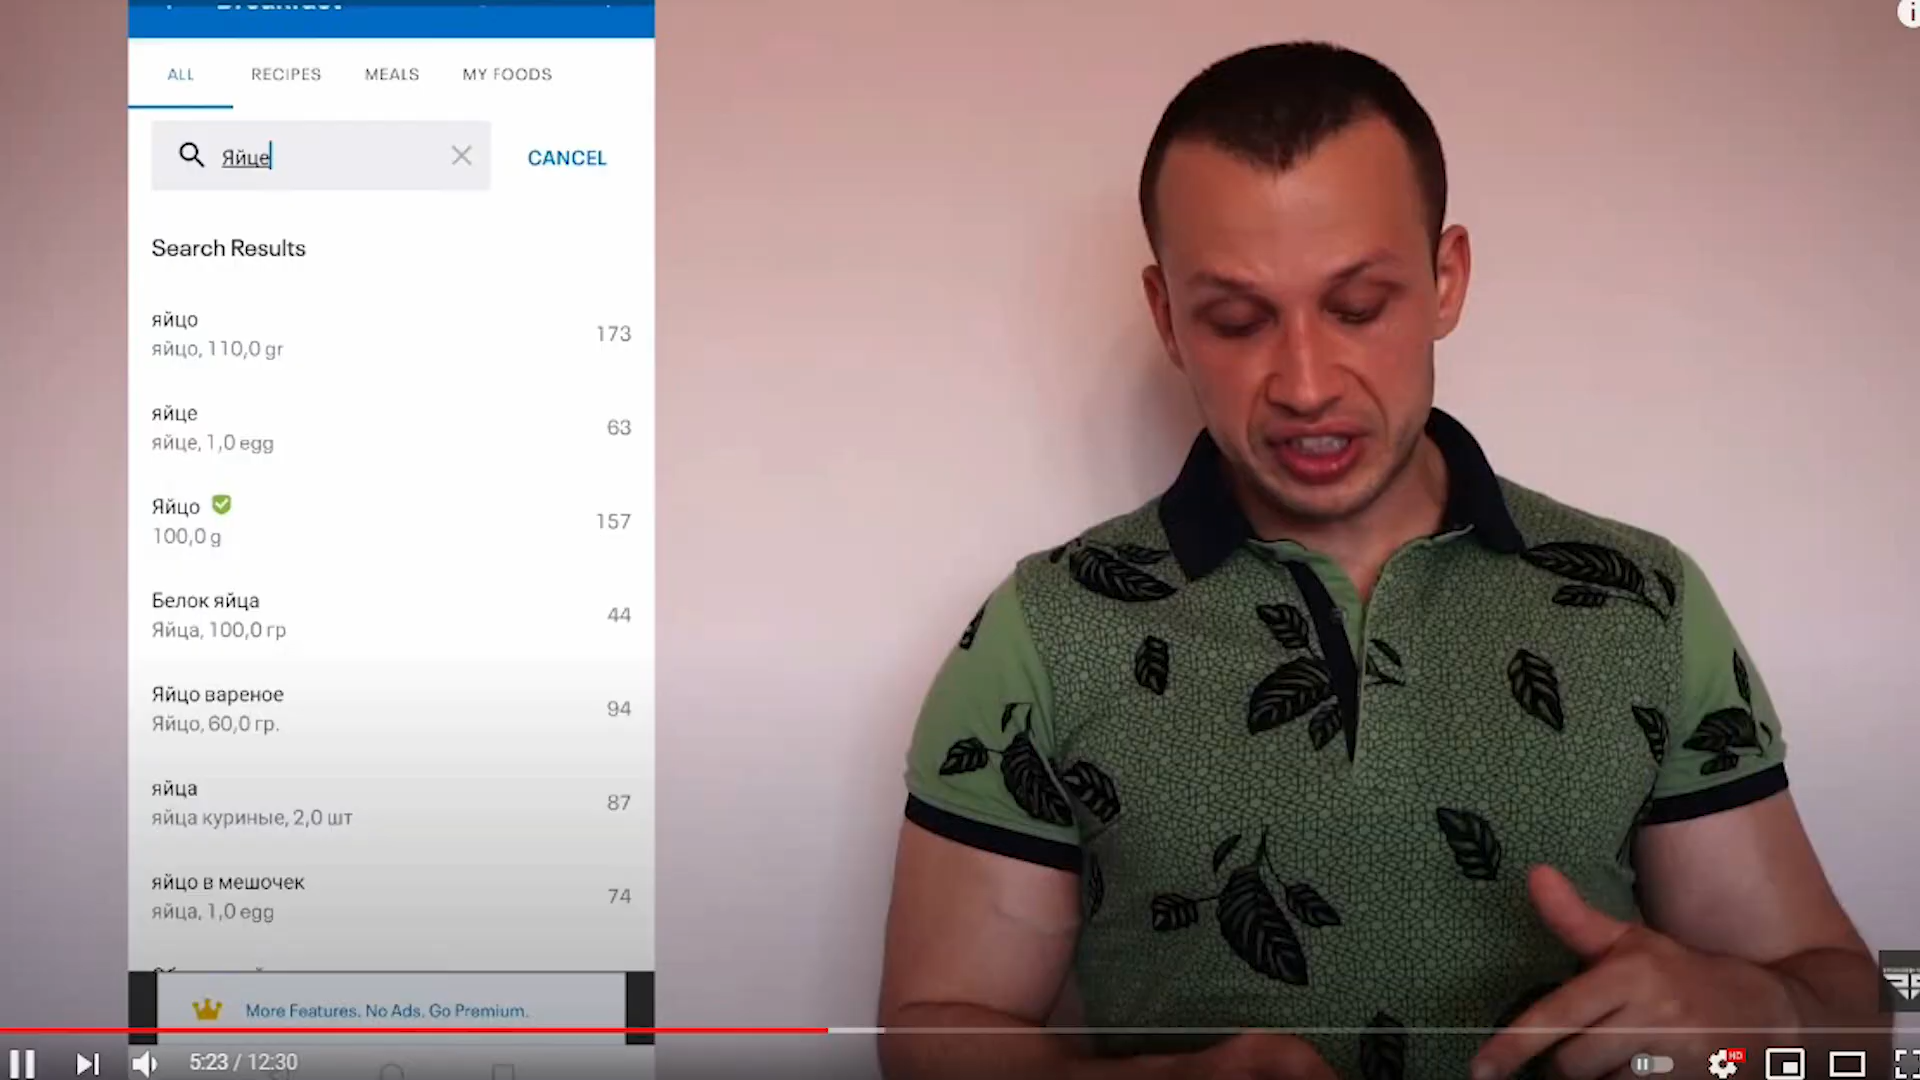 Breakfast
ALL RECIPES MEALS MY FOODS
Яйце CANCEL
Search Results
яйцо
яйцо, 110,0 gr 173
яйце
яйце, 1,0 egg 63
Яйцо
100,0 g 157
Белок яйца
Яйца, 100,0 гр 44
Яйцо вареное
Яйцо, 60,0 гр. 94
яйца
яйца куриные, 2,0 шт 87
яйцо в мешочек
яйца, 1,0 egg 74
More Features. No Ads. Go Premium.
5:23 / 12:30 HD